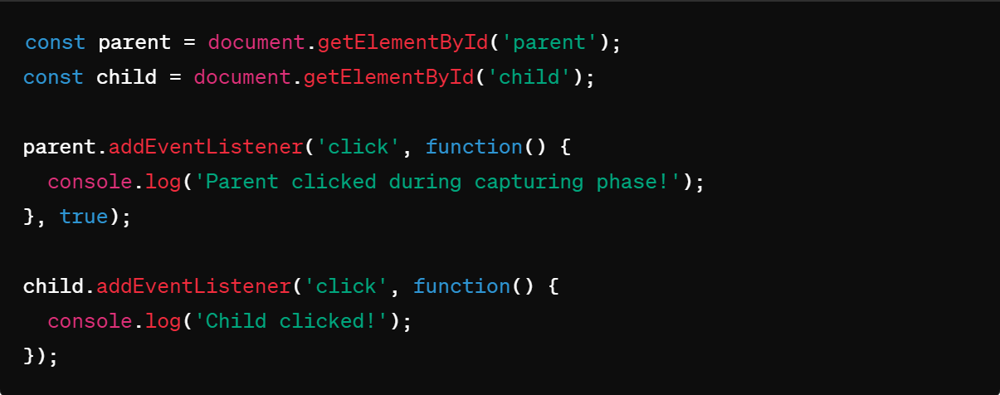 const parent = document.getElementById('parent');
const child = document.getElementById('child');
parent.addEventListener('click', function() {
  console.log('Parent clicked during capturing phase!');
}, true);
child.addEventListener('click', function() {
  console.log('Child clicked!');
});